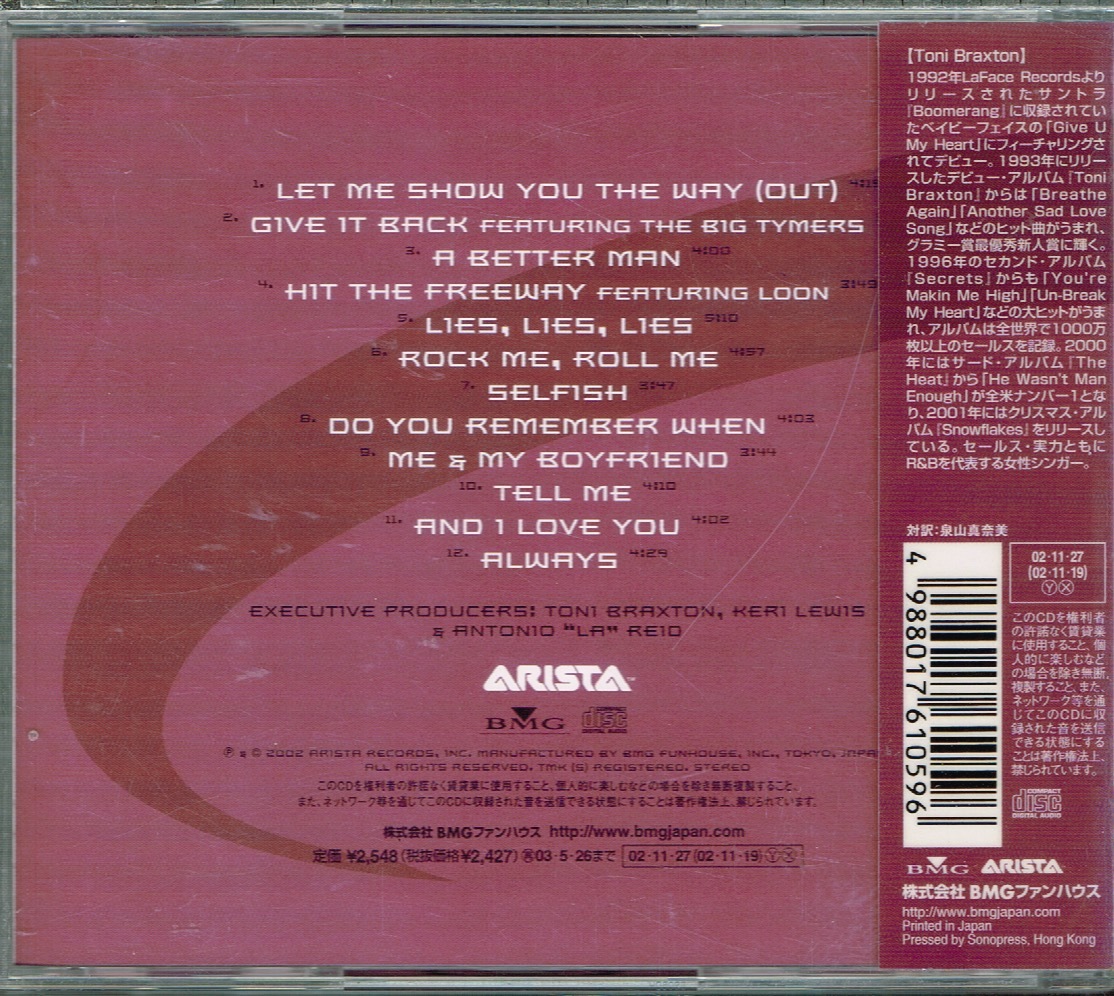 1. LET ME SHOW YOU THE WAY (OUT)
2. GIVE IT BACK FEATURING THE BIG TYMERS
3. A BETTER MAN 4:00
4. HIT THE FREEWAY FEATURING LOON 3:49
5. LIES, LIES, LIES 5:10
6. ROCK ME, ROLL ME 4:57
7. SELFISH 3:47
8. DO YOU REMEMBER WHEN 4:03
9. ME & MY BOYFRIEND 3:44
10. TELL ME 4:10
11. AND I LOVE YOU 4:02
12. ALWAYS 4:29
EXECUTIVE PRODUCERS: TONI BRAXTON, KERI LEWIS
& ANTONIO "LA" REID
ARISTA™
BMG COMPACT disc DIGITAL AUDIO
℗ & © 2002 ARISTA RECORDS, INC. MANUFACTURED BY BMG FUNHOUSE, INC., TOKYO, JAPA
ALL RIGHTS RESERVED. TMK (S) REGISTERED. STEREO
このCDを権利者の許諾なく賃貸業に使用すること、個人的に楽しむなどの場合を除き無断複製すること、
また、ネットワーク等を通じてこのCDに収録された音を送信できる状態にすることは著作権法上、禁じられています。
株式会社 BMGファンハウス http://www.bmgjapan.com
定価 ¥2,548(税抜価格¥2,427)㋫03・5・26まで 02・11・27(02・11・19)ⓎⓍ
【Toni Braxton】
1992年LaFace Recordsより
リリースされたサントラ
『Boomerang』に収録されてい
たベイビーフェイスの「Give U
My Heart」にフィーチャリングさ
れてデビュー。1993年にリリー
スしたデビュー・アルバム『Toni
Braxton』からは「Breathe
Again」「Another Sad Love
Song」などのヒット曲がうまれ、
グラミー賞最優秀新人賞に輝く。
1996年のセカンド・アルバム
『Secrets』からも「You're
Makin Me High」「Un-Break
My Heart」などの大ヒットがうま
れ、アルバムは全世界で1000万
枚以上のセールスを記録。2000
年にはサード・アルバム『The
Heat』から「He Wasn't Man
Enough」が全米ナンバー1とな
り、2001年にはクリスマス・アル
バム『Snowflakes』をリリースし
ている。セールス・実力ともに
R&Bを代表する女性シンガー。
対訳:泉山真奈美
4 988017 610596
02・11・27
(02・11・19)
ⓎⓍ
このCDを権利者
の許諾なく賃貸業
に使用すること、個
人的に楽しむなど
の場合を除き無断
複製すること、また、
ネットワーク等を通
じてこのCDに収
録された音を送信
できる状態にする
ことは著作権法上、
禁じられています。
COMPACT disc DIGITAL AUDIO
BMG ARISTA
株式会社 BMGファンハウス
http://www.bmgjapan.com
Printed in Japan
Pressed by Sonopress, Hong Kong